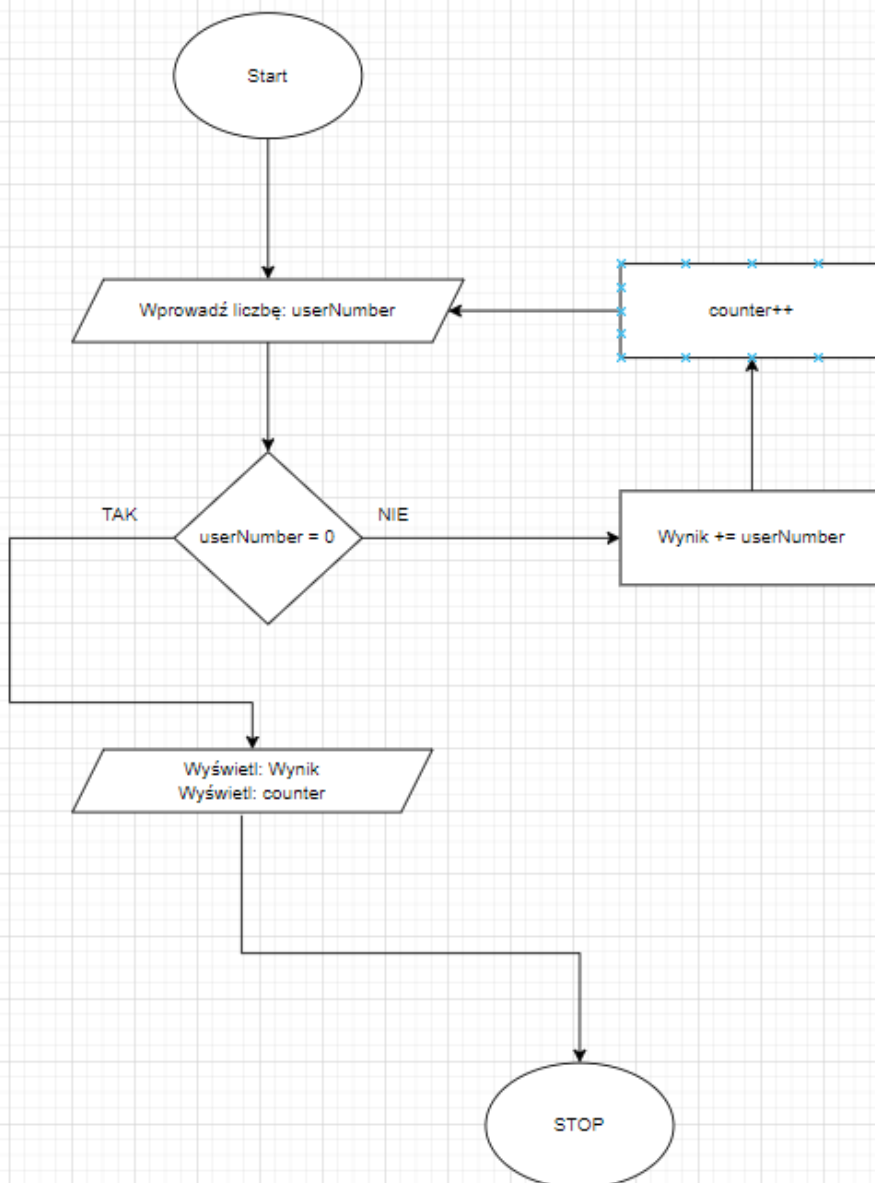 Start
Wprowadź liczbę: userNumber
counter++
TAK
userNumber = 0
NIE
Wynik += userNumber
Wyświetl: Wynik
Wyświetl: counter
STOP